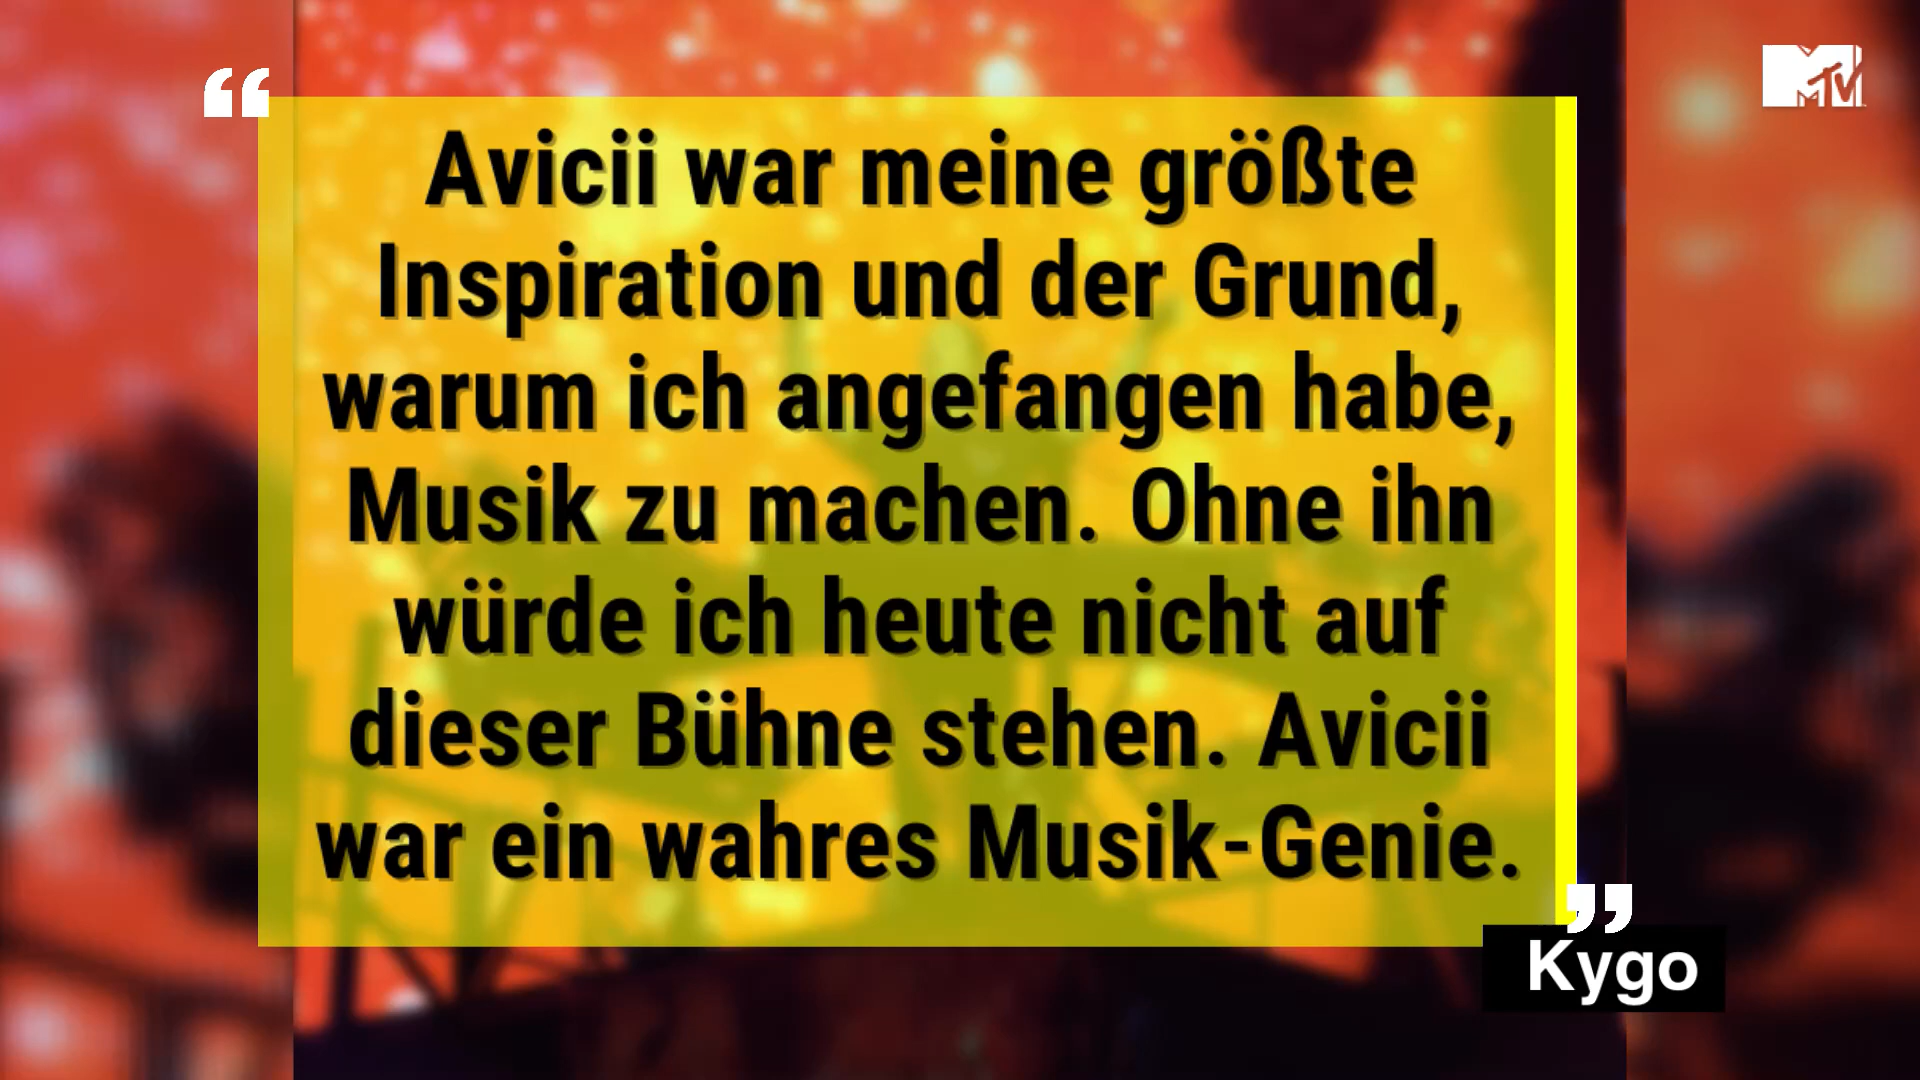 MTV
“
Avicii war meine größte
Inspiration und der Grund,
warum ich angefangen habe,
Musik zu machen. Ohne ihn
würde ich heute nicht auf
dieser Bühne stehen. Avicii
war ein wahres Musik-Genie.
”
Kygo